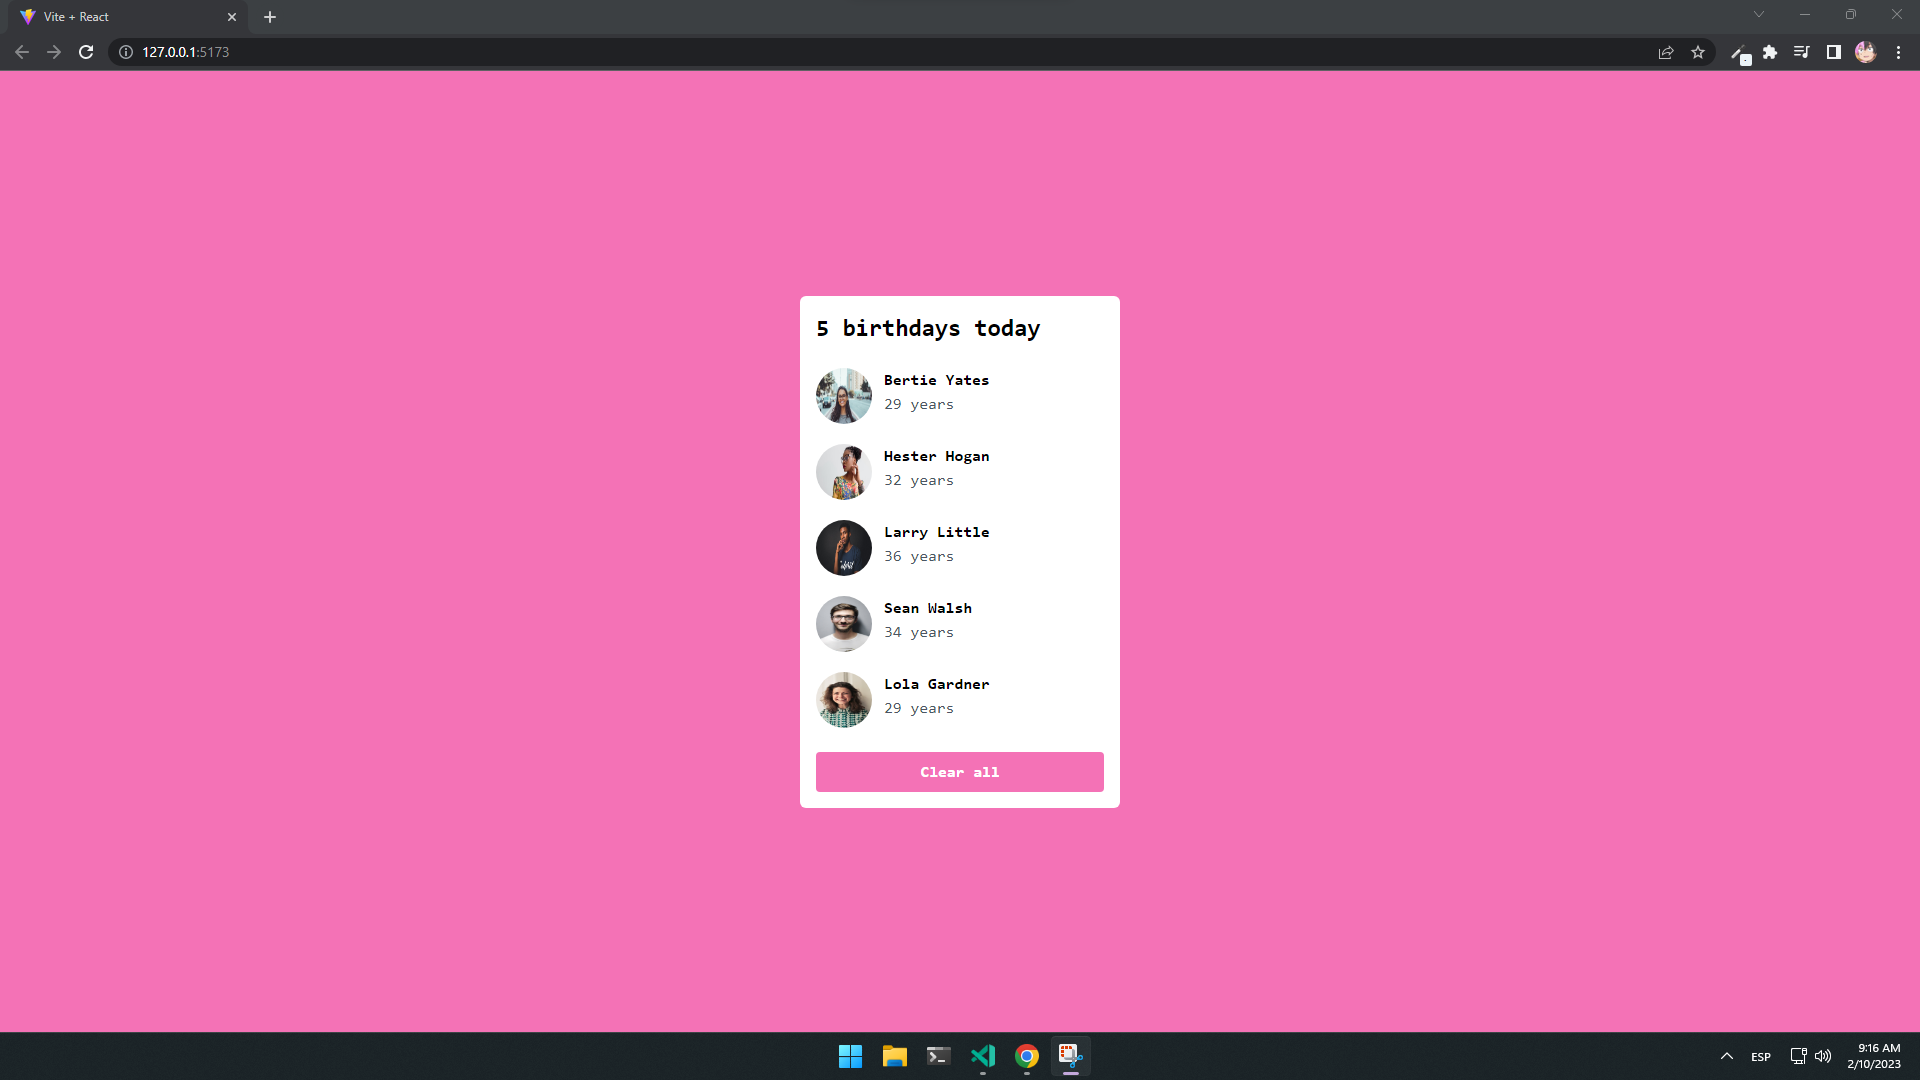 Vite + React
127.0.0.1:5173
5 birthdays today
Bertie Yates
29 years
Hester Hogan
32 years
Larry Little
36 years
Sean Walsh
34 years
Lola Gardner
29 years
Clear all
ESP
9:16 AM
2/10/2023